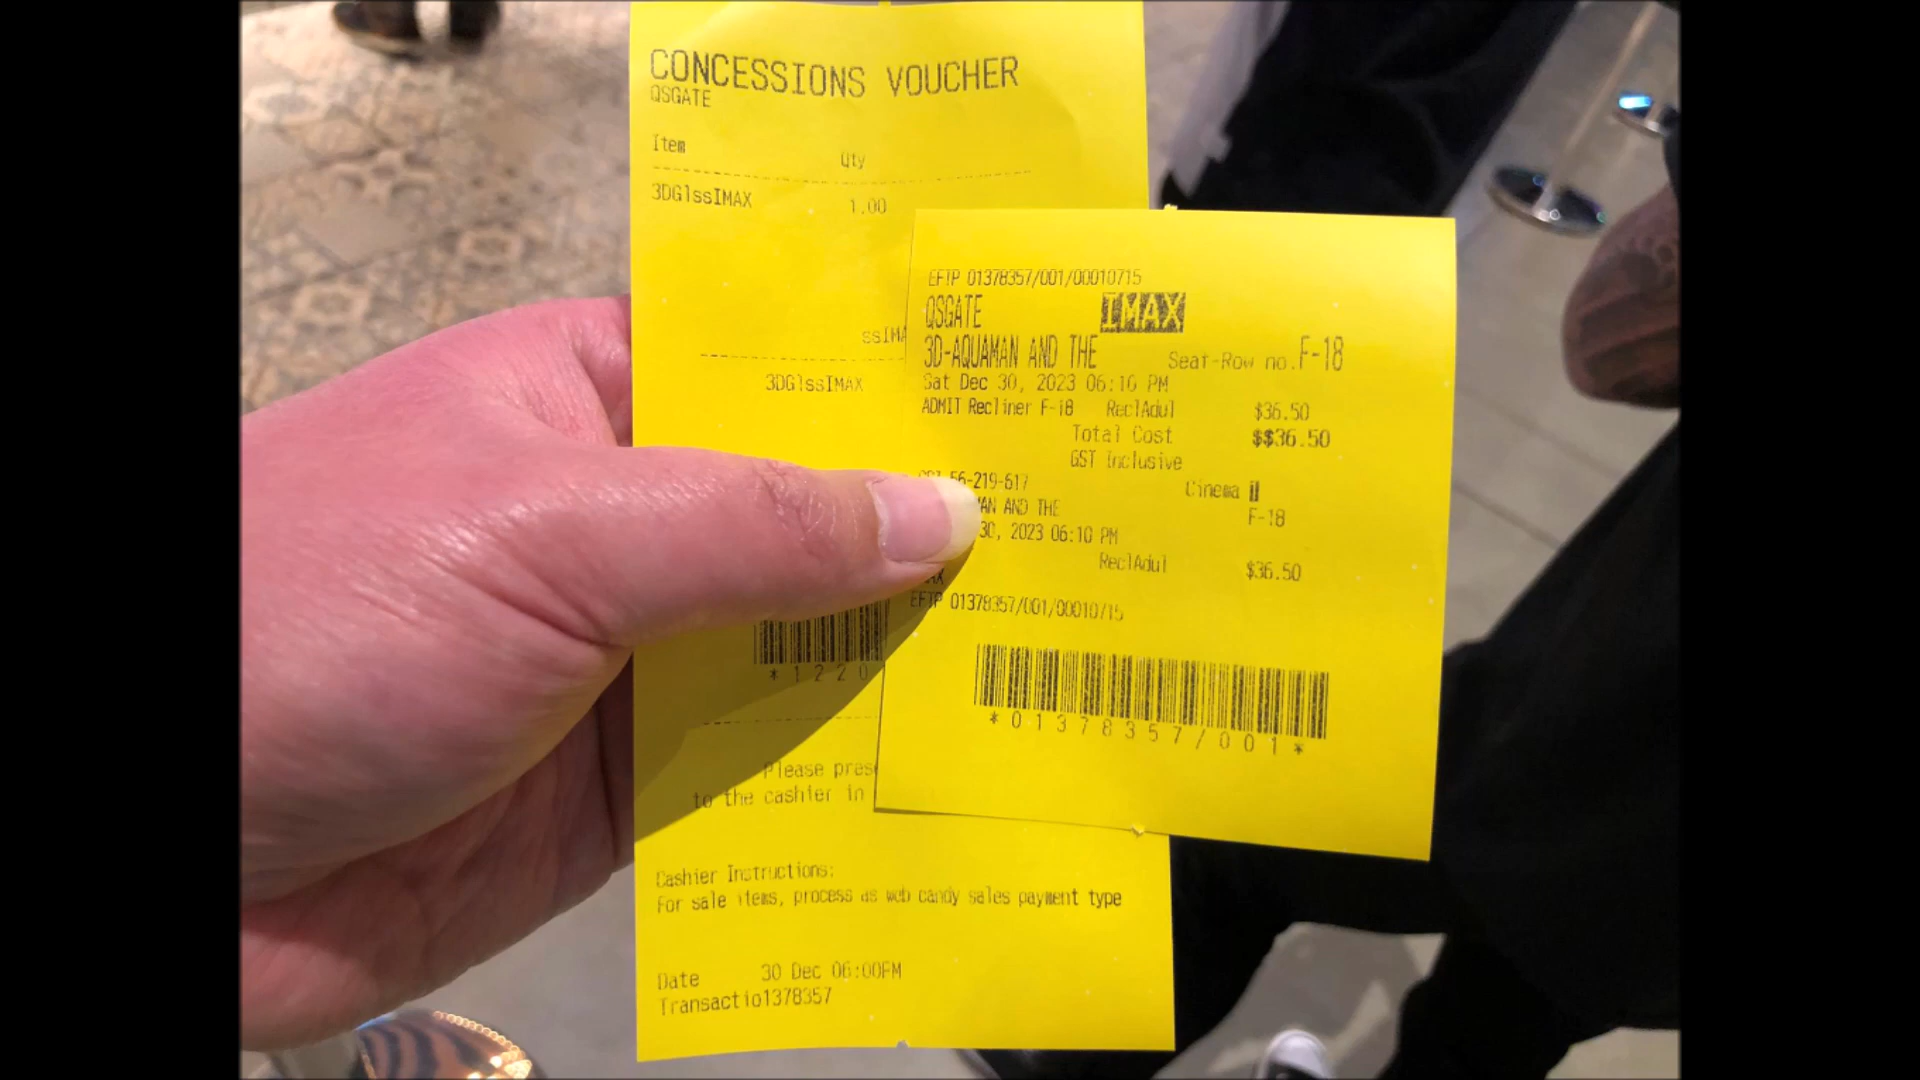 CONCESSIONS VOUCHER
QSGATE
Item Qty
3DGlssIMAX 1.00
ssIMA
3DGlssIMAX
*1220
Please pres
to the cashier in
Cashier Instructions:
For sale items, process as web candy sales payment type
Date 30 Dec 06:00PM
Transactio1378357
EFTP 01378357/001/00010715
QSGATE IMAX
3D-AQUAMAN AND THE Seat-Row no.F-18
Sat Dec 30, 2023 06:10 PM
ADMIT Recliner F-18 ReclAdul $36.50
Total Cost $$36.50
GST Inclusive
56-219-617 Cinema
AN AND THE F-18
30, 2023 06:10 PM
ReclAdul $36.50
AX
EFTP 01378357/001/00010715
*01378357/001*